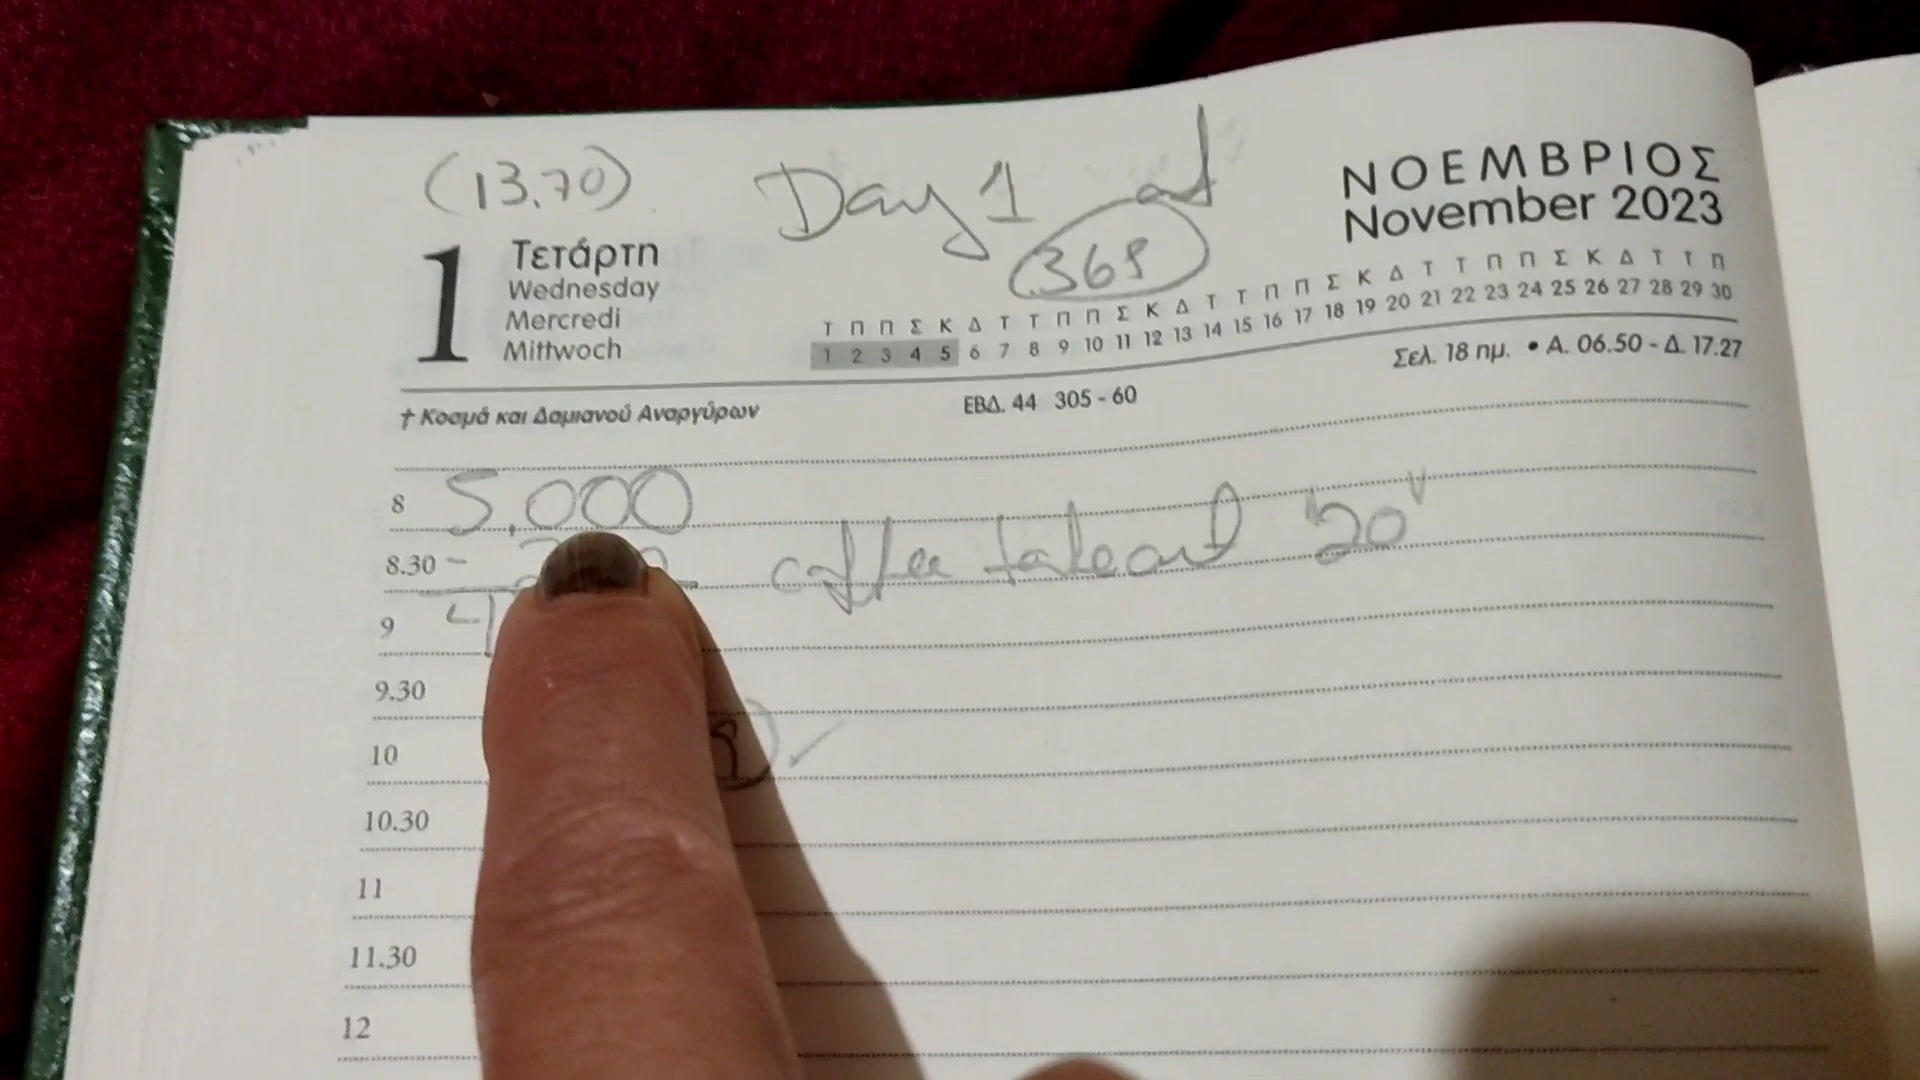 (13.70) Day 1 of
369
ΝΟΕΜΒΡΙΟΣ
November 2023
1
Τετάρτη
Wednesday
Mercredi
Mittwoch
Τ Π Π Σ Κ Δ Τ Τ Π Π Σ Κ Δ Τ Τ Π Π Σ Κ Δ Τ Τ Π Π Σ Κ Δ Τ Τ Π
1 2 3 4 5 6 7 8 9 10 11 12 13 14 15 16 17 18 19 20 21 22 23 24 25 26 27 28 29 30
Σελ. 18 ημ. • Α. 06.50 - Δ. 17.27
† Κοσμά και Δαμιανού Αναργύρων
ΕΒΔ. 44 305 - 60
8 5,000
8.30 - "20"
9 4
9.30
10
10.30
11
11.30
12